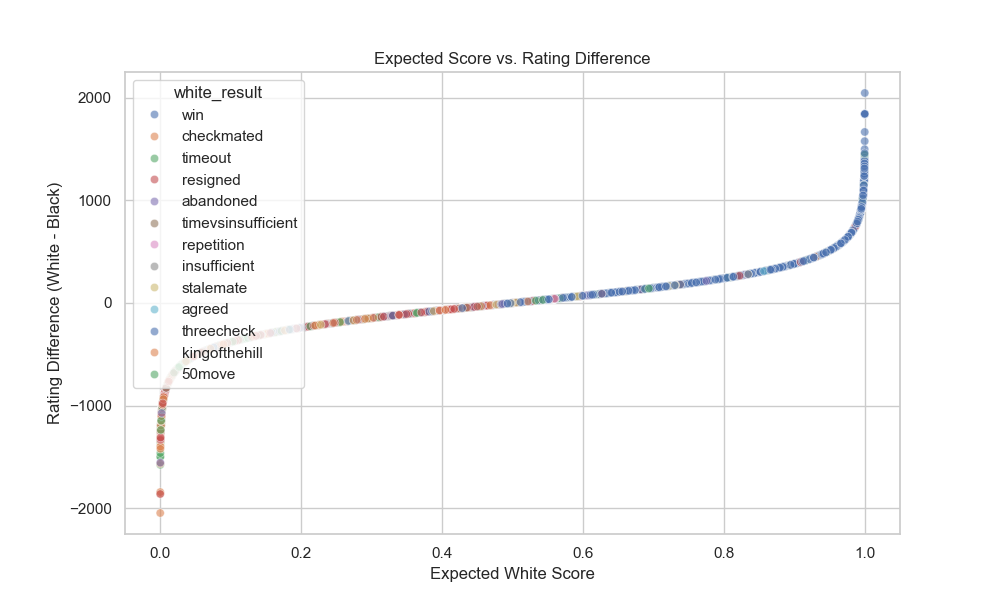 Expected Score vs. Rating Difference
white_result
win
checkmated
timeout
resigned
abandoned
timevsinsufficient
repetition
insufficient
stalemate
agreed
threecheck
kingofthehill
50move
Rating Difference (White - Black)
2000
1000
0
−1000
−2000
0.0 0.2 0.4 0.6 0.8 1.0
Expected White Score